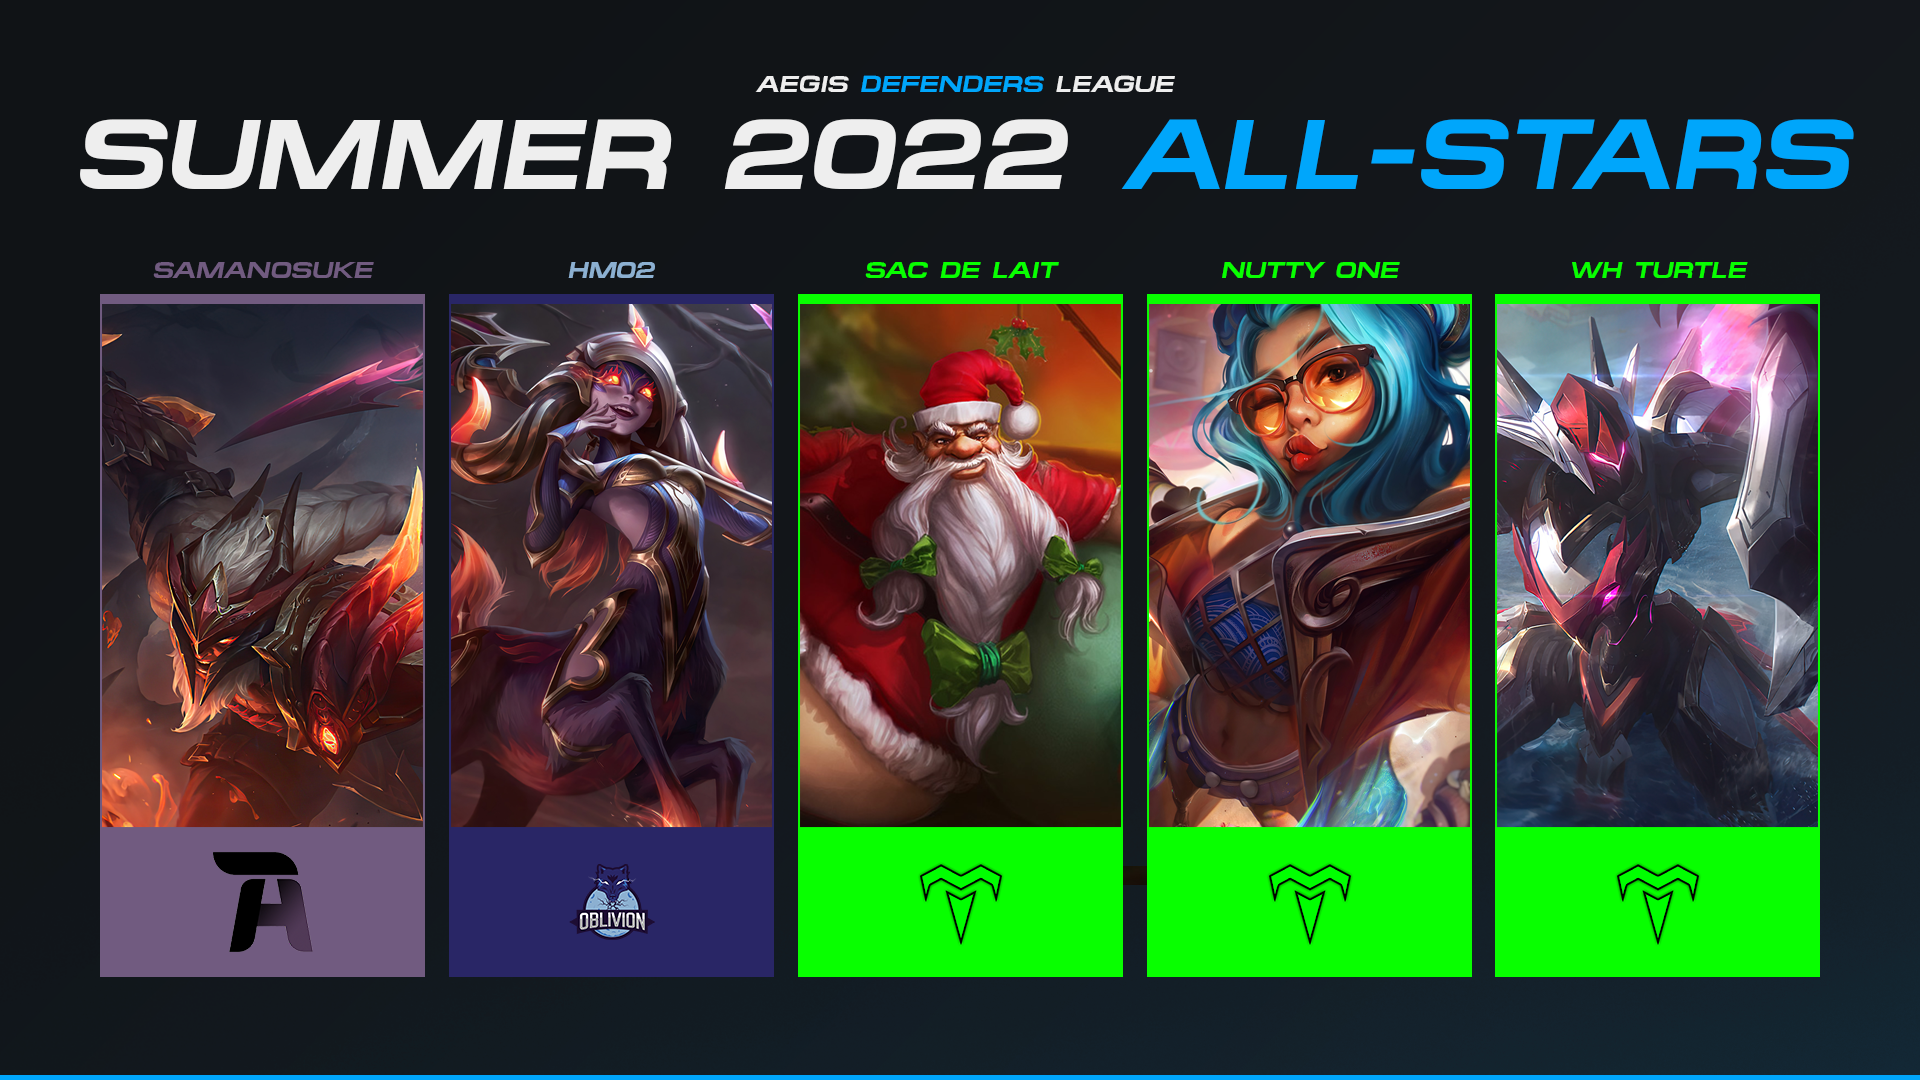 AEGIS DEFENDERS LEAGUE
SUMMER 2022 ALL-STARS
SAMANOSUKE
HM02
SAC DE LAIT
NUTTY ONE
WH TURTLE
OBLIVION